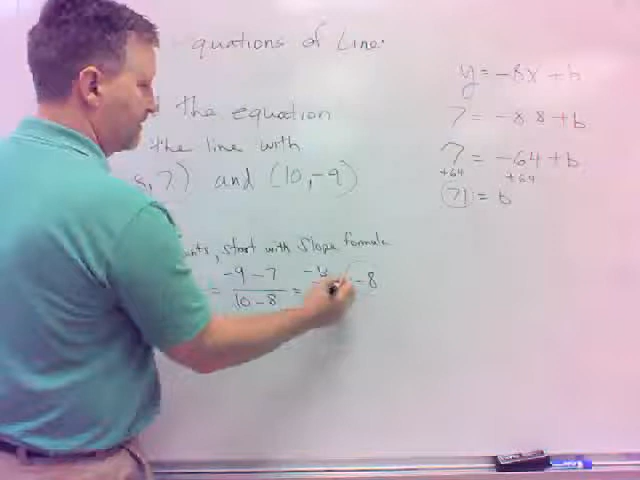 quations of Line.
the equation
the line with
, 7) and (10, -9)
nts, start with slope formula
= -9 - 7 / 10 - 8 = - = -8
y = -8x + b
7 = -8·8 + b
7 = -64 + b
+64 +64
71 = b